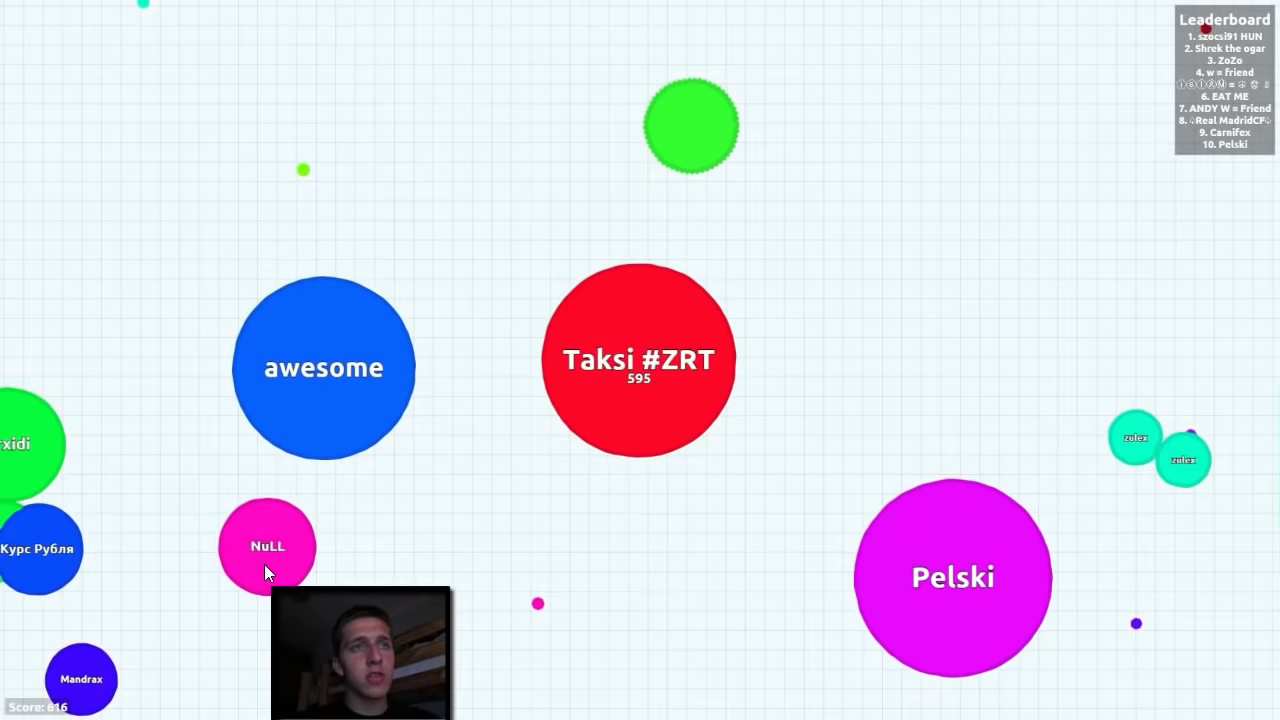 Leaderboard
1. szocsi91 HUN
2. Shrek the ogar
3. ZoZo
4. w = friend
6. EAT ME
7. ANDY W = Friend
8. Real MadridCF
9. Carnifex
10. Pelski
awesome
Taksi #ZRT
595
xidi
zulex
zulex
NuLL
Курс Рубля
Pelski
Mandrax
Score: 616